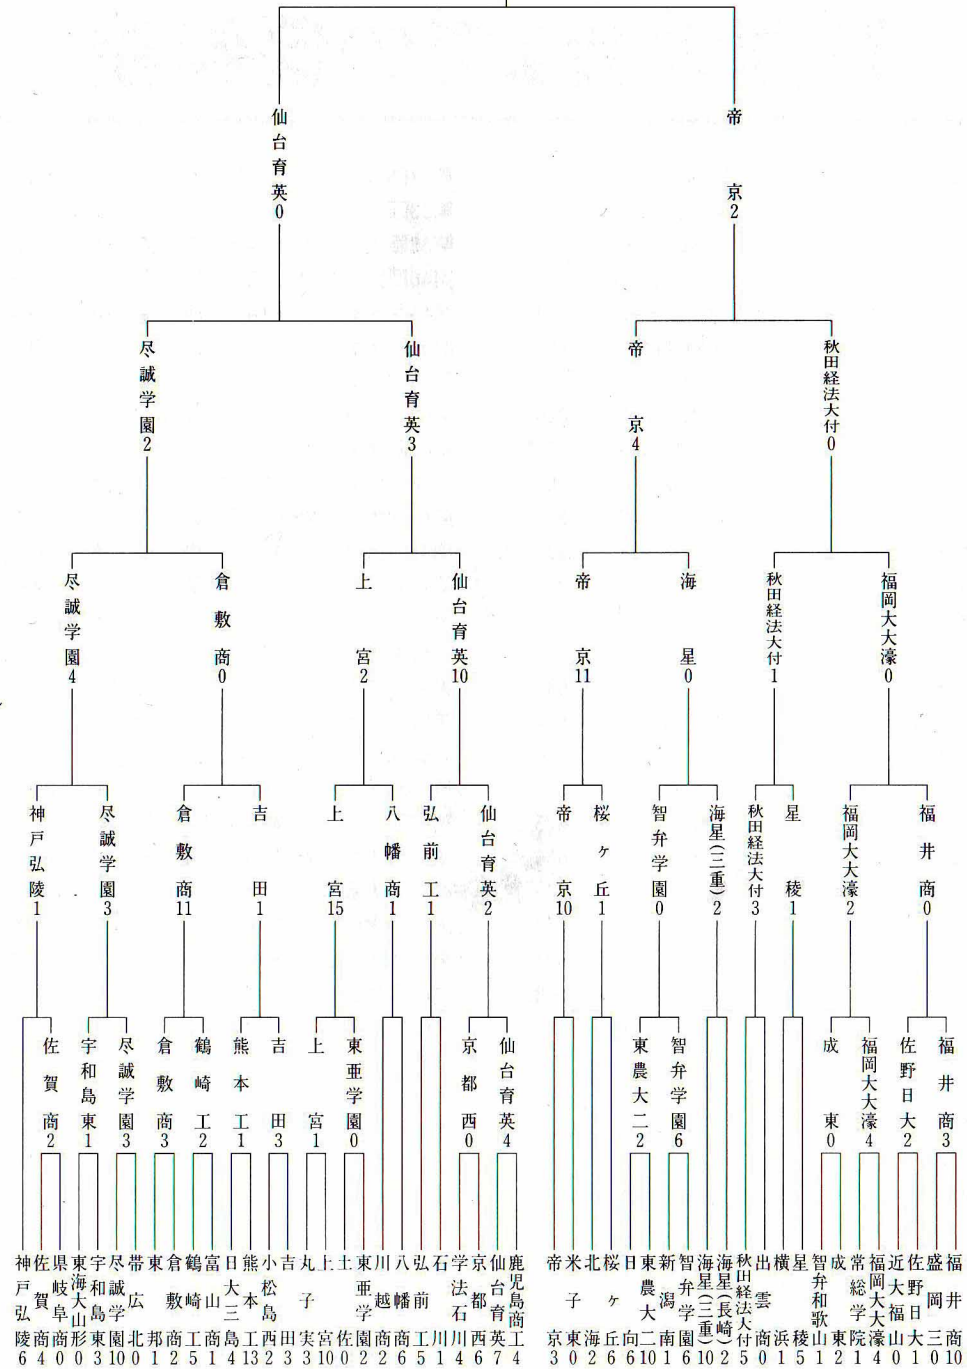 仙台育英0
帝京2
尽誠学園2
仙台育英3
帝京4
秋田経法大付0
尽誠学園4
倉敷商0
上宮2
仙台育英10
帝京11
海星0
秋田経法大付1
福岡大大濠0
神戸弘陵1
尽誠学園3
倉敷商11
吉田1
上宮15
八幡商1
弘前工1
仙台育英2
帝京10
桜ヶ丘1
智弁学園0
海星(三重)2
秋田経法大付3
星稜1
福岡大大濠2
福井商0
佐賀商2
宇和島東1
尽誠学園3
倉敷商3
鶴崎工2
熊本工1
吉田3
上宮1
東亜学園0
京都西0
仙台育英4
東農大二2
智弁学園6
成東0
福岡大大濠4
佐野日大2
福井商3
神戸弘陵6
佐賀商4
県岐阜商0
東海大山形0
宇和島東3
尽誠学園10
帯広北0
東邦1
倉敷商2
鶴崎工5
富山商1
日大三島4
熊本工13
小松島西2
吉田3
丸子実3
上宮10
土佐0
東亜学園2
川越商2
八幡商6
弘前工5
石川1
学法石川4
京都西6
仙台育英7
鹿児島商工4
帝京3
米子東0
北海2
桜ヶ丘6
日向6
東農大二10
新潟南1
智弁学園6
海星(三重)10
海星(長崎)2
秋田経法大付5
出雲商0
横浜1
星稜5
智弁和歌山1
成東2
常総学院1
福岡大大濠4
近大福山0
佐野日大1
盛岡三0
福井商10